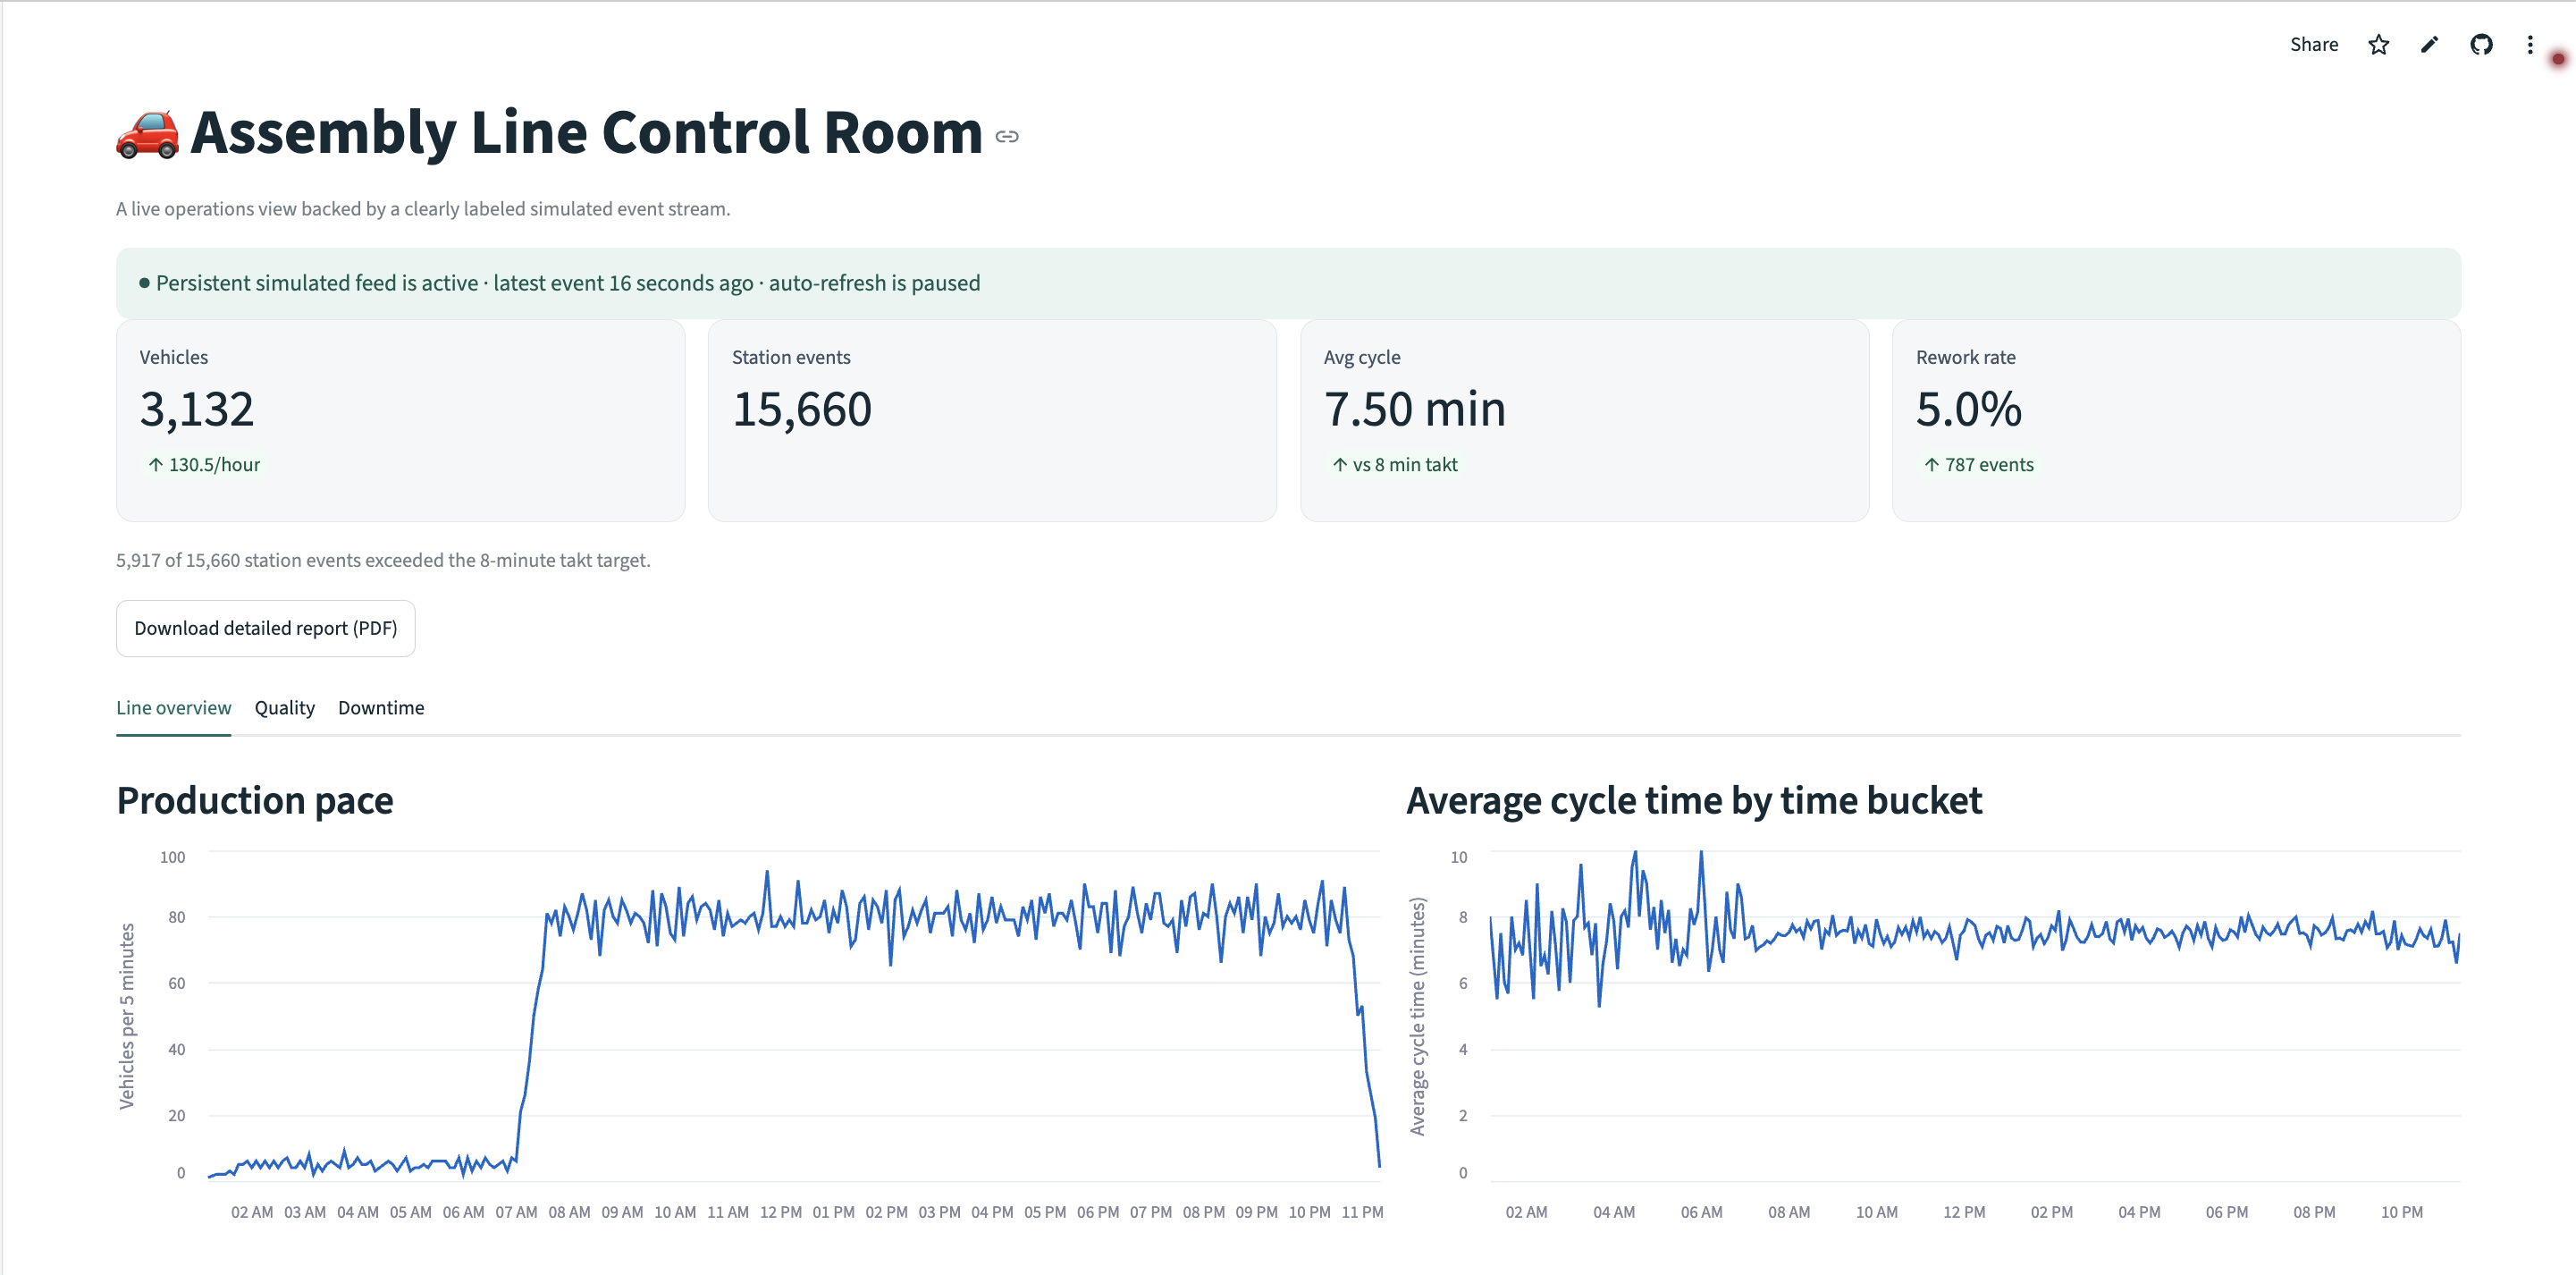 Share
Assembly Line Control Room
A live operations view backed by a clearly labeled simulated event stream.
● Persistent simulated feed is active · latest event 16 seconds ago · auto-refresh is paused
Vehicles
3,132
↑ 130.5/hour
Station events
15,660
Avg cycle
7.50 min
↑ vs 8 min takt
Rework rate
5.0%
↑ 787 events
5,917 of 15,660 station events exceeded the 8-minute takt target.
Download detailed report (PDF)
Line overview Quality Downtime
Production pace
Vehicles per 5 minutes
100
80
60
40
20
0
02 AM 03 AM 04 AM 05 AM 06 AM 07 AM 08 AM 09 AM 10 AM 11 AM 12 PM 01 PM 02 PM 03 PM 04 PM 05 PM 06 PM 07 PM 08 PM 09 PM 10 PM 11 PM
Average cycle time by time bucket
Average cycle time (minutes)
10
8
6
4
2
0
02 AM 04 AM 06 AM 08 AM 10 AM 12 PM 02 PM 04 PM 06 PM 08 PM 10 PM